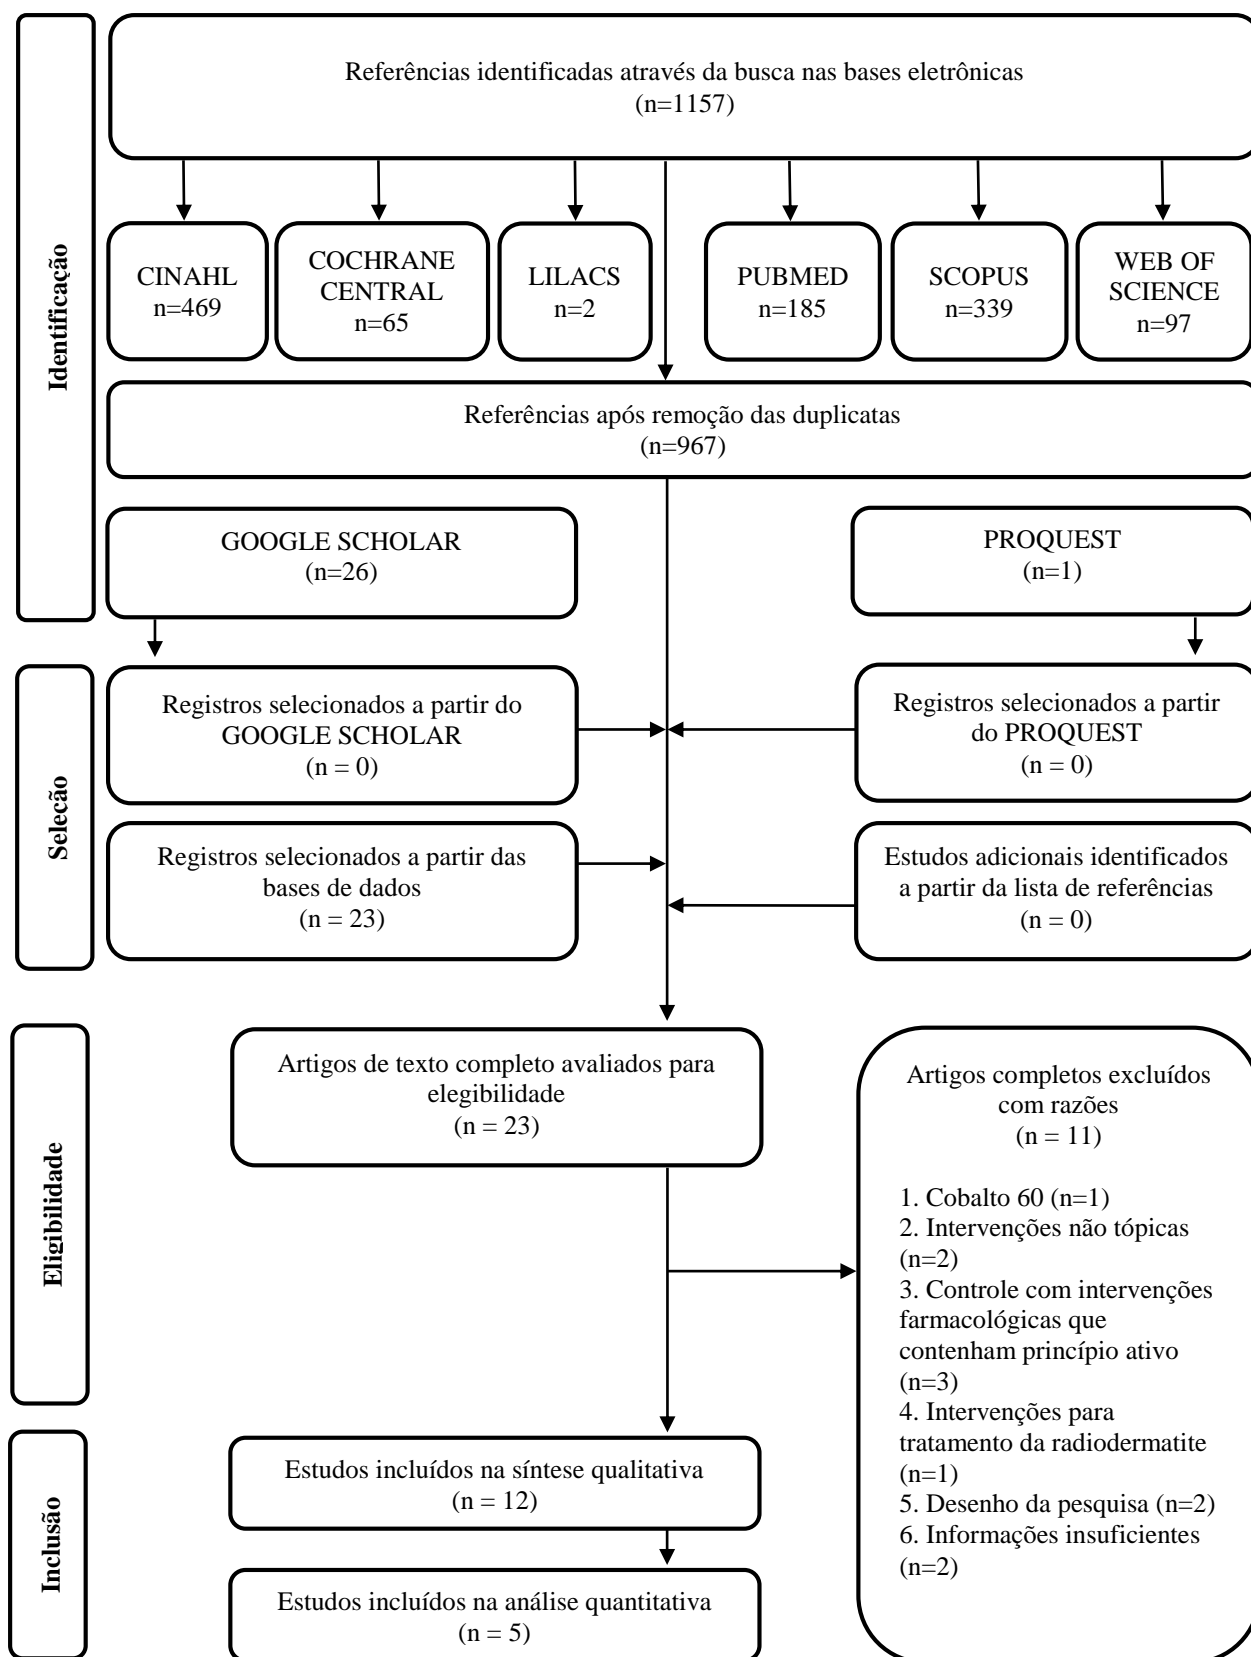 Identificação
Referências identificadas através da busca nas bases eletrônicas
(n=1157)
CINAHL
n=469
COCHRANE
CENTRAL
n=65
LILACS
n=2
PUBMED
n=185
SCOPUS
n=339
WEB OF
SCIENCE
n=97
Referências após remoção das duplicatas
(n=967)
GOOGLE SCHOLAR
(n=26)
PROQUEST
(n=1)
Seleção
Registros selecionados a partir do
GOOGLE SCHOLAR
(n = 0)
Registros selecionados a partir
do PROQUEST
(n = 0)
Registros selecionados a partir das
bases de dados
(n = 23)
Estudos adicionais identificados
a partir da lista de referências
(n = 0)
Eligibilidade
Artigos de texto completo avaliados para
elegibilidade
(n = 23)
Artigos completos excluídos
com razões
(n = 11)
1. Cobalto 60 (n=1)
2. Intervenções não tópicas
(n=2)
3. Controle com intervenções
farmacológicas que
contenham princípio ativo
(n=3)
4. Intervenções para
tratamento da radiodermatite
(n=1)
5. Desenho da pesquisa (n=2)
6. Informações insuficientes
(n=2)
Inclusão
Estudos incluídos na síntese qualitativa
(n = 12)
Estudos incluídos na análise quantitativa
(n = 5)